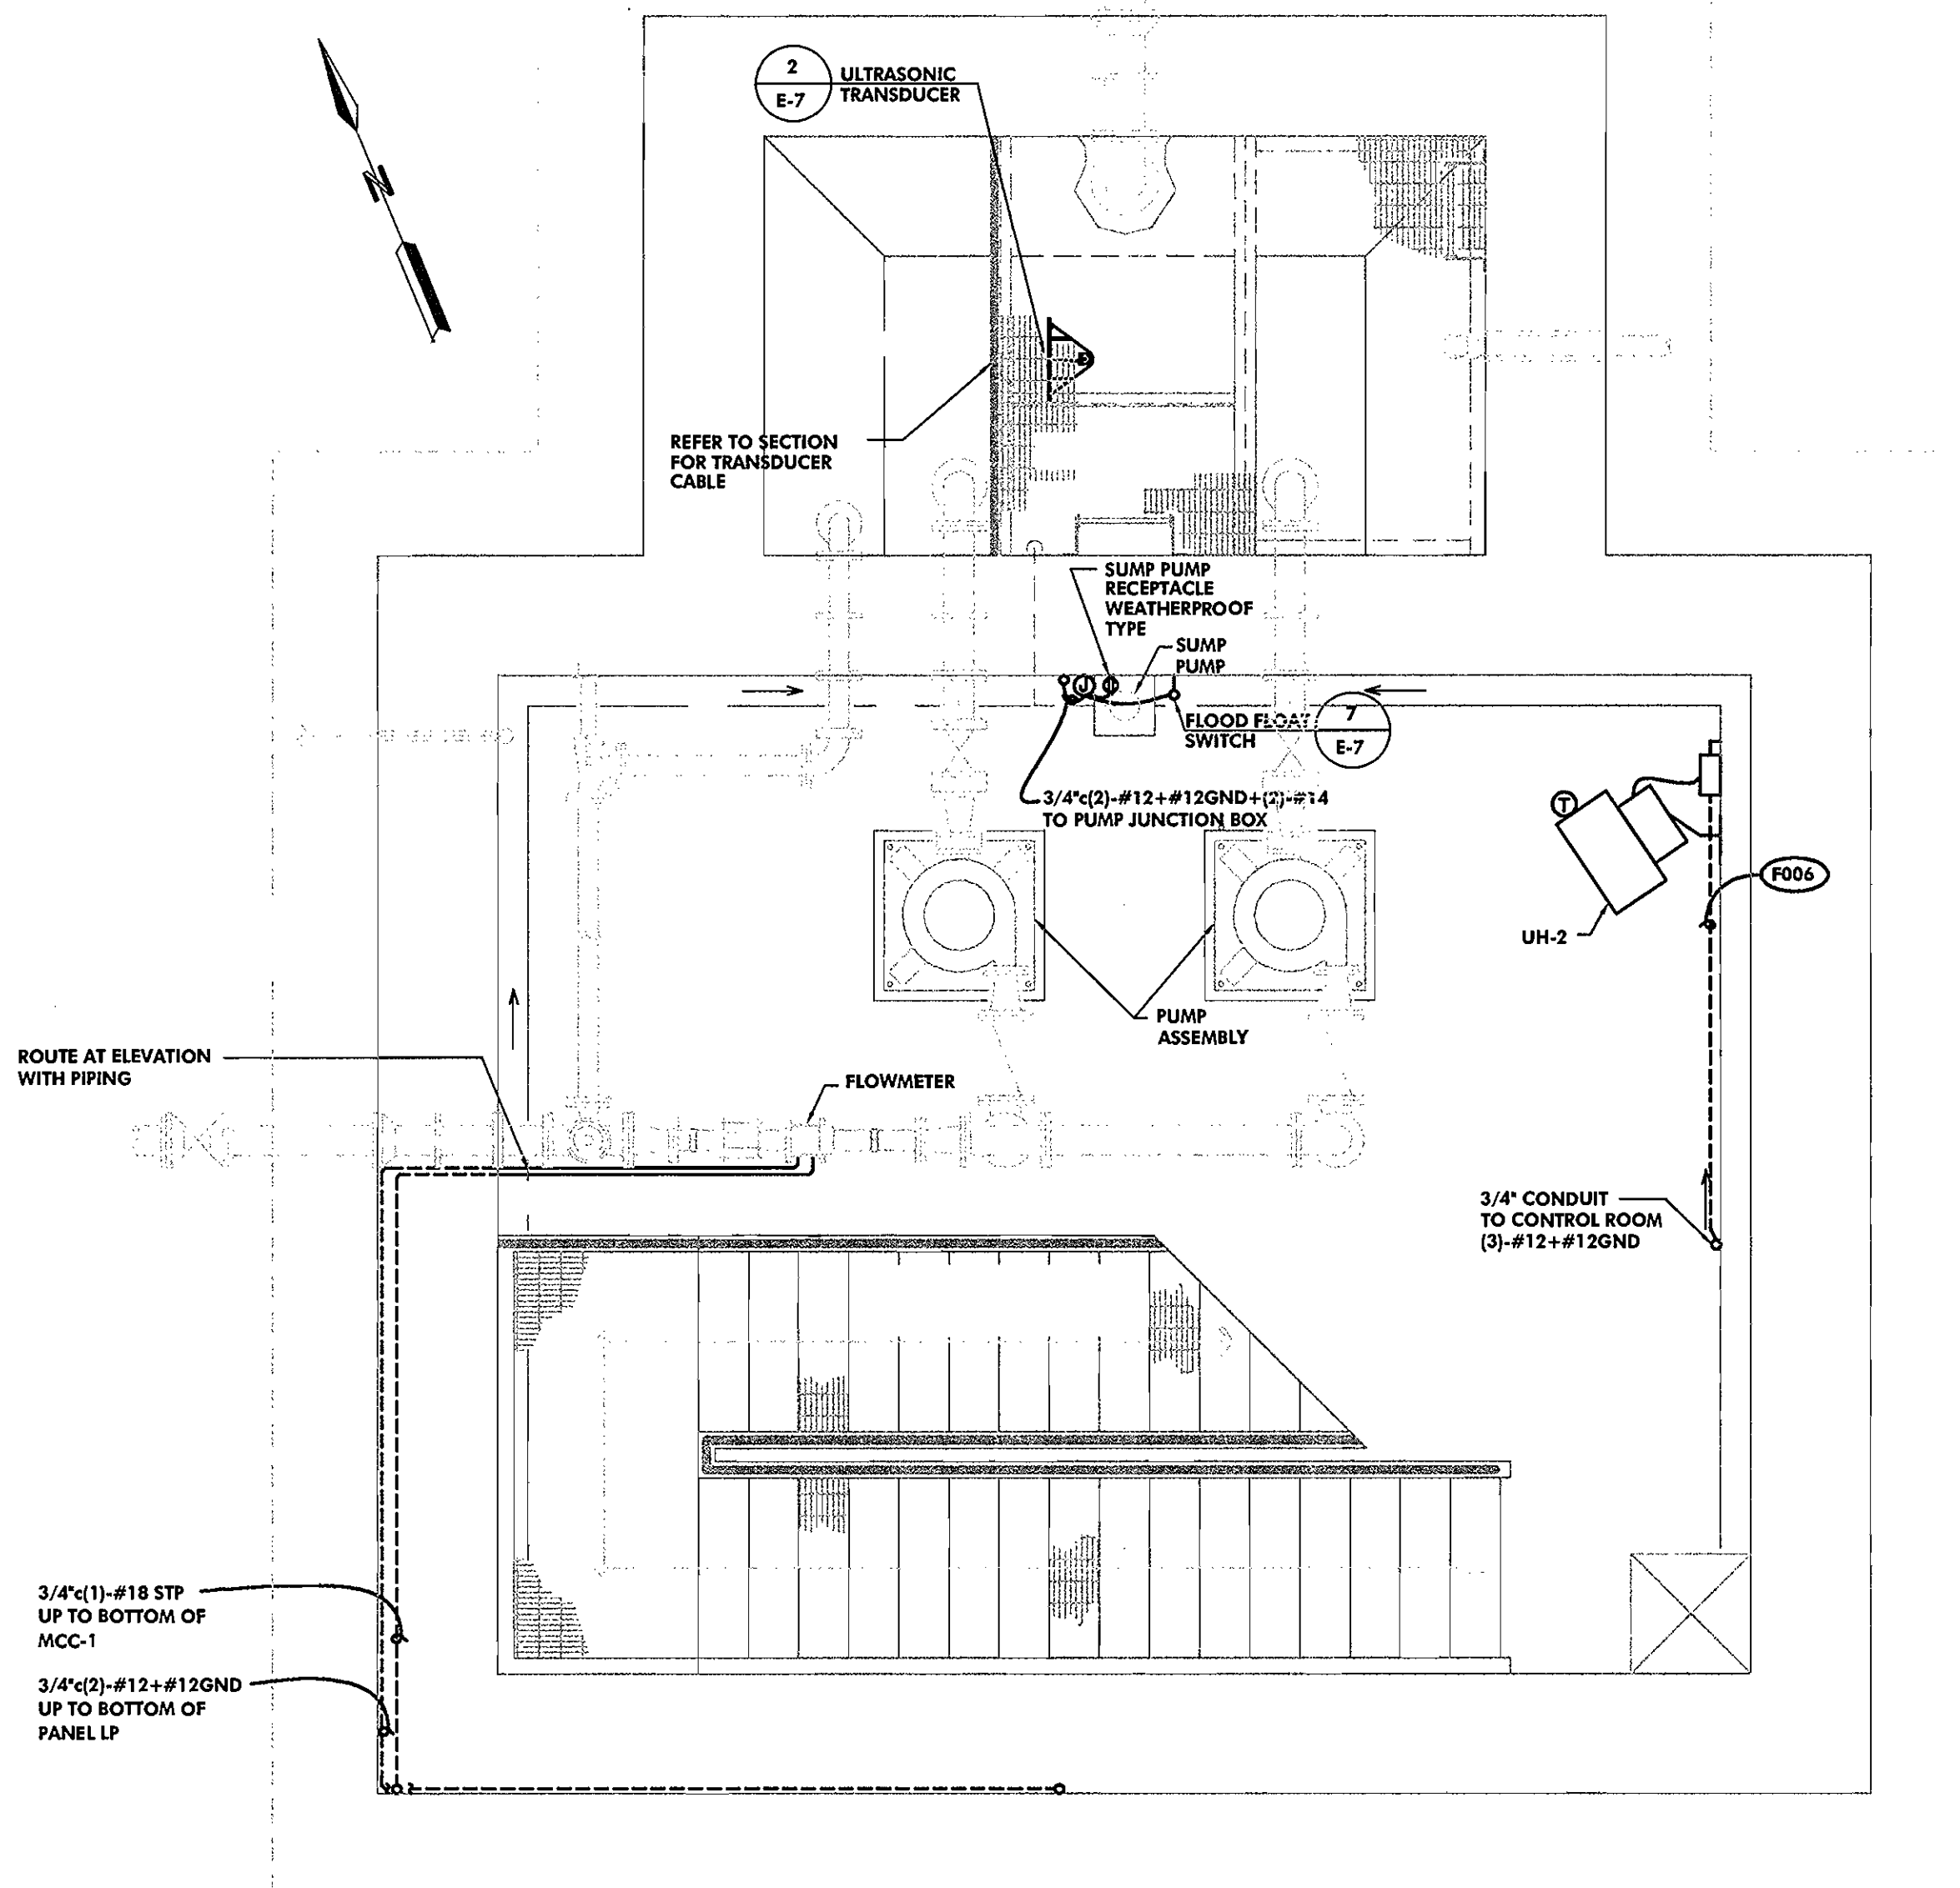 2
E-7
ULTRASONIC
TRANSDUCER
N
REFER TO SECTION
FOR TRANSDUCER
CABLE
SUMP PUMP
RECEPTACLE
WEATHERPROOF
TYPE
SUMP
PUMP
J
FLOOD FLOAT
SWITCH
7
E-7
3/4"c(2)-#12+#12GND+(2)-#14
TO PUMP JUNCTION BOX
T
F006
UH-2
PUMP
ASSEMBLY
ROUTE AT ELEVATION
WITH PIPING
FLOWMETER
3/4" CONDUIT
TO CONTROL ROOM
(3)-#12+#12GND
3/4"c(1)-#18 STP
UP TO BOTTOM OF
MCC-1
3/4"c(2)-#12+#12GND
UP TO BOTTOM OF
PANEL LP